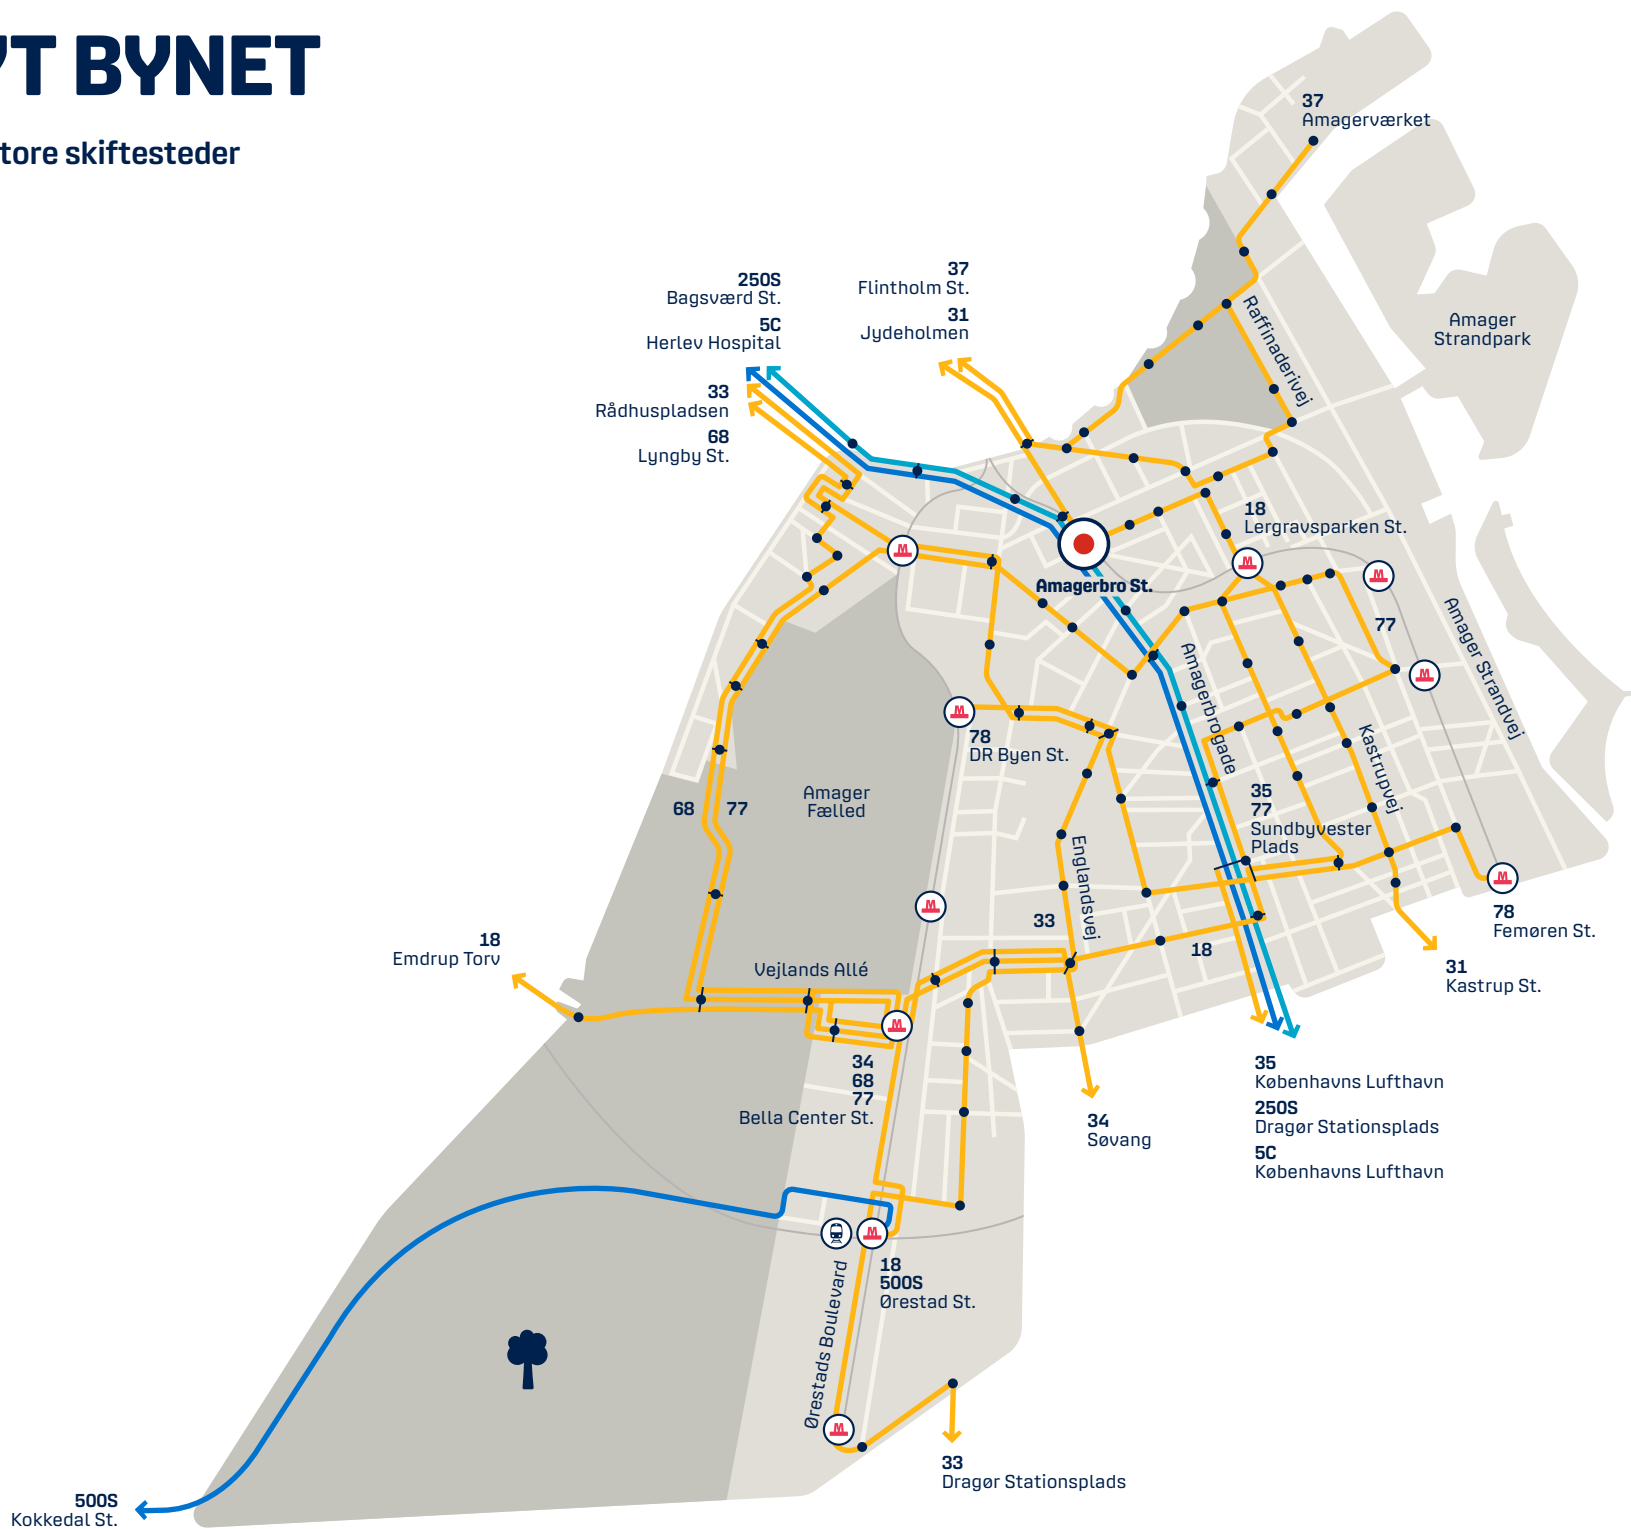 YT BYNET
tore skiftesteder
37
Amagerværket
250S
Bagsværd St.
5C
Herlev Hospital
33
Rådhuspladsen
68
Lyngby St.
37
Flintholm St.
31
Jydeholmen
Raffinaderivej
Amager
Strandpark
18
Lergravsparken St.
Amagerbro St.
77
Amager Strandvej
Amagerbrogade
Kastrupvej
78
DR Byen St.
68
77
Amager
Fælled
35
77
Sundbyvester
Plads
Englandsvej
33
18
78
Femøren St.
31
Kastrup St.
18
Emdrup Torv
Vejlands Allé
34
68
77
Bella Center St.
34
Søvang
35
Københavns Lufthavn
250S
Dragør Stationsplads
5C
Københavns Lufthavn
18
500S
Ørestad St.
Ørestads Boulevard
33
Dragør Stationsplads
500S
Kokkedal St.